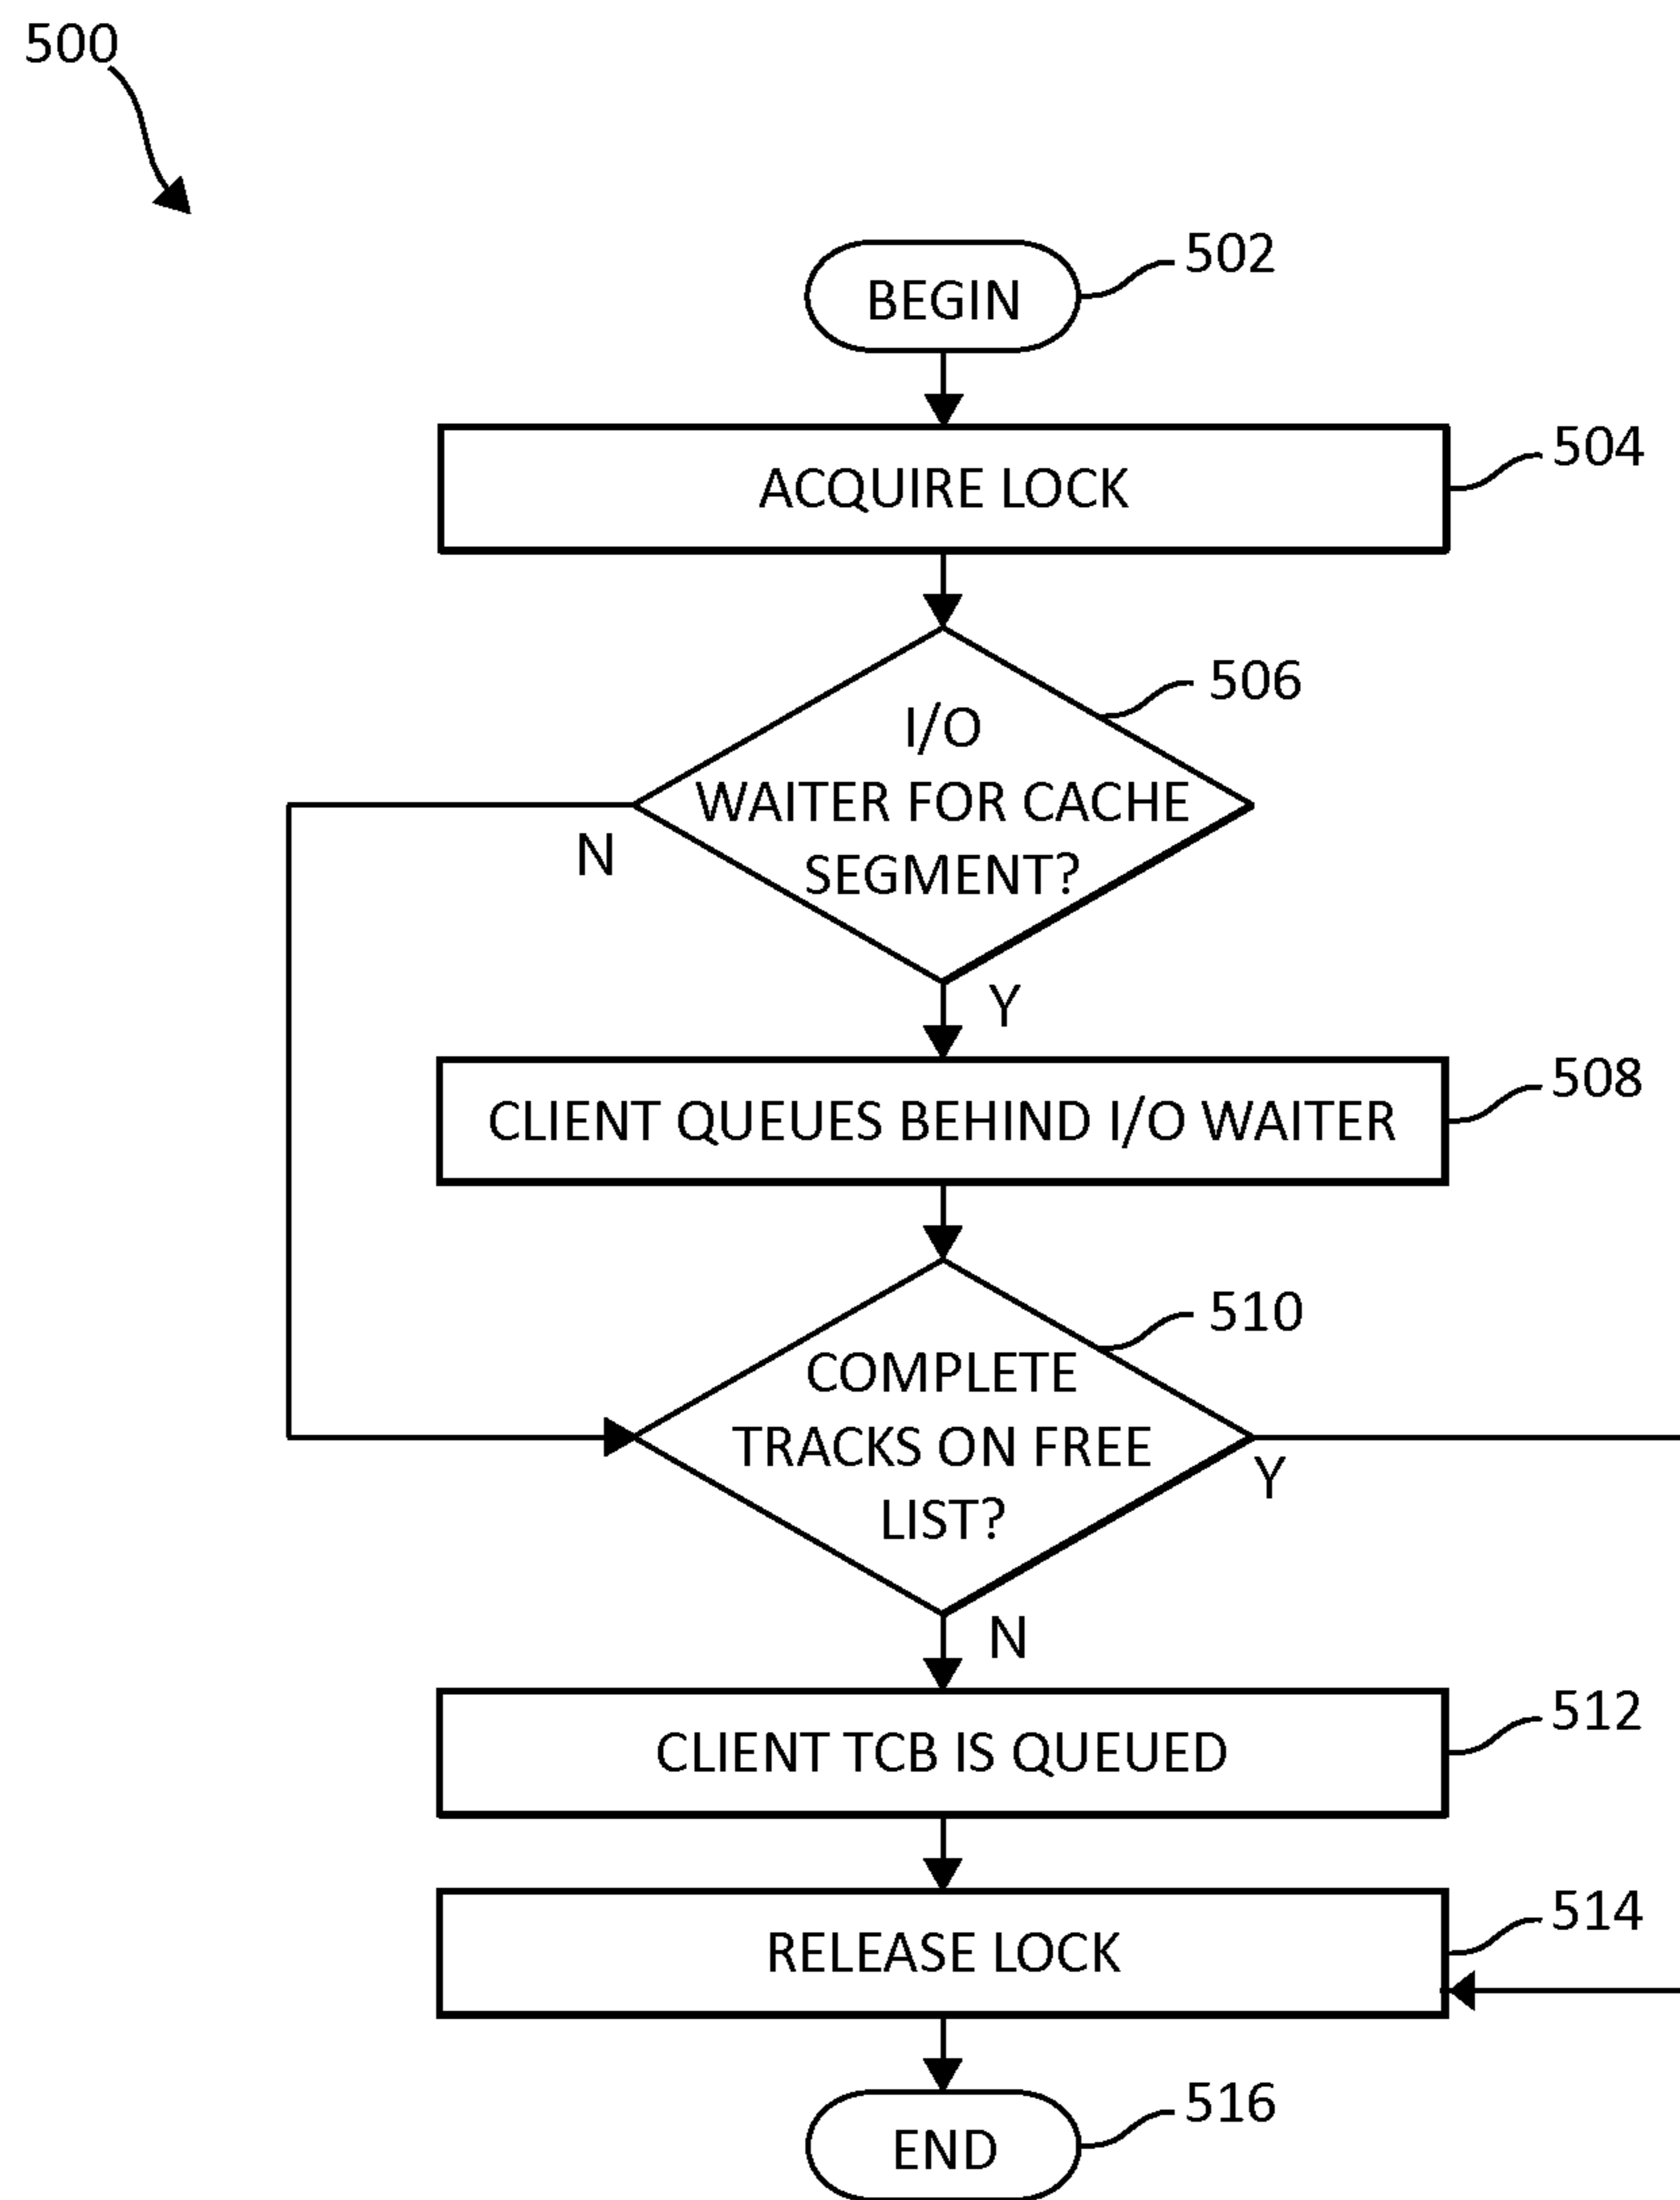 500
BEGIN
502
ACQUIRE LOCK
504
I/O
WAITER FOR CACHE
SEGMENT?
506
N
Y
CLIENT QUEUES BEHIND I/O WAITER
508
COMPLETE
TRACKS ON FREE
LIST?
510
Y
N
CLIENT TCB IS QUEUED
512
RELEASE LOCK
514
END
516